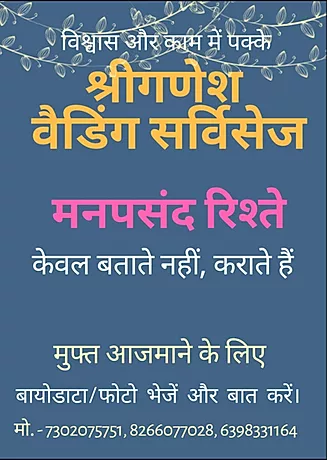 विश्वास और काम में पक्के
श्रीगणेश
वैडिंग सर्विसेज
मनपसंद रिश्ते
केवल बताते नहीं, कराते हैं
मुफ्त आजमाने के लिए
बायोडाटा/फोटो भेजें और बात करें।
मो.-7302075751, 8266077028, 6398331164